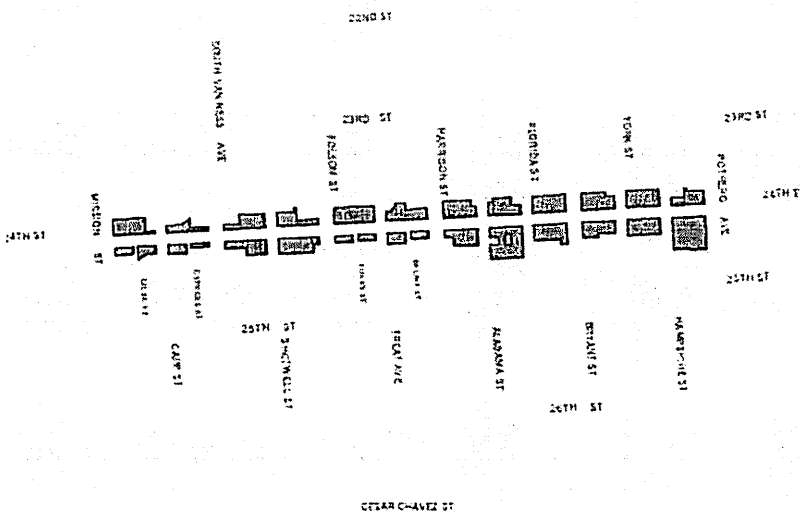 22ND ST
SOUTH VAN NESS AVE
23RD ST
23RD ST
FOLSOM ST
HARRISON ST
FLORIDA ST
YORK ST
POTRERO AVE
MISSION ST
24TH ST
24TH ST
25TH ST
25TH ST
CAPP ST
SHOTWELL ST
TREAT AVE
ALABAMA ST
BRYANT ST
HAMPSHIRE ST
26TH ST
CESAR CHAVEZ ST